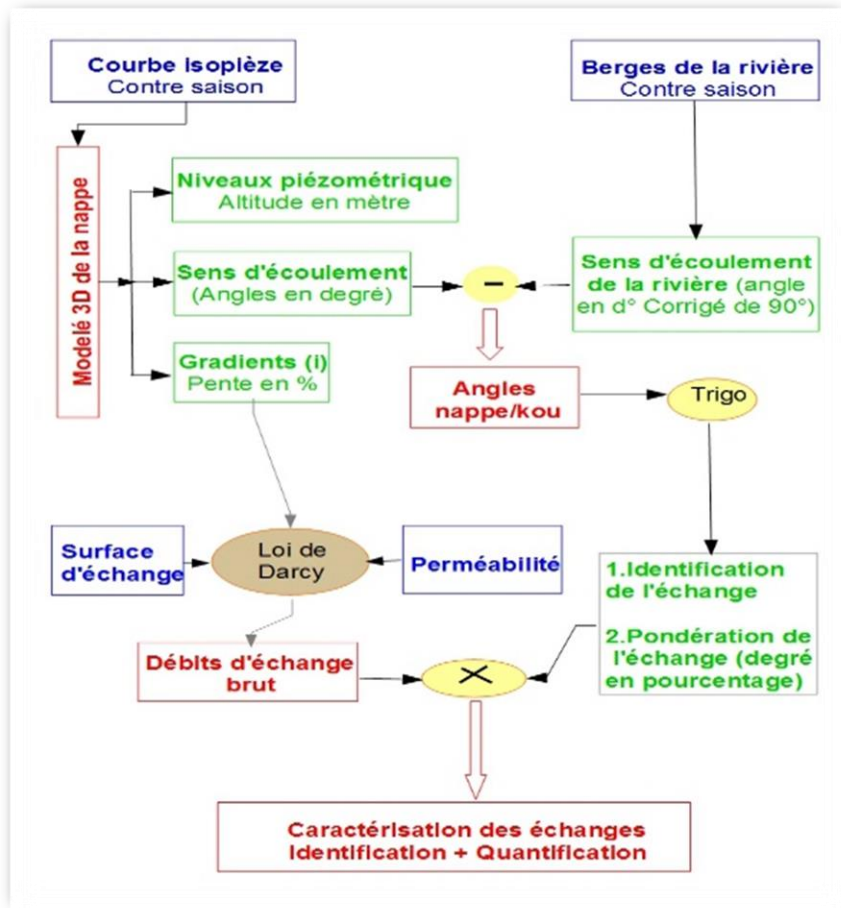 Courbe Isopièze
Contre saison
Berges de la rivière
Contre saison
Modelé 3D de la nappe
Niveaux piézométrique
Altitude en mètre
Sens d'écoulement
(Angles en degré)
-
Sens d'écoulement
de la rivière (angle
en d° Corrigé de 90°)
Gradients (i)
Pente en %
Angles
nappe/kou
Trigo
Surface
d'échange
Loi de
Darcy
Perméabilité
1.Identification
de l'échange
2.Pondération de
l'échange (degré
en pourcentage)
Débits d'échange
brut
×
Caractérisation des échanges
Identification + Quantification